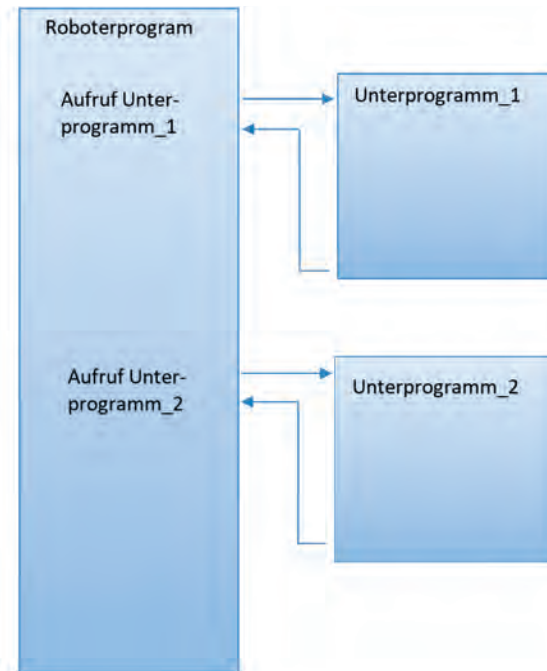 Roboterprogram
Aufruf Unter-
programm_1
Unterprogramm_1
Aufruf Unter-
programm_2
Unterprogramm_2